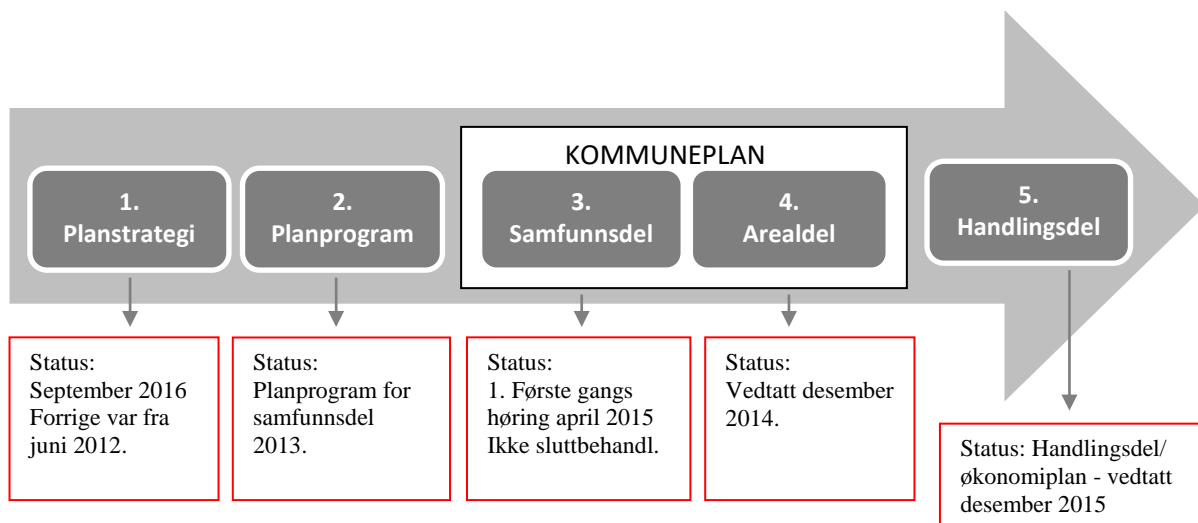 KOMMUNEPLAN
1.
Planstrategi
2.
Planprogram
3.
Samfunnsdel
4.
Arealdel
5.
Handlingsdel
Status:
September 2016
Forrige var fra
juni 2012.
Status:
Planprogram for
samfunnsdel
2013.
Status:
1. Første gangs
høring april 2015
Ikke sluttbehandl.
Status:
Vedtatt desember
2014.
Status: Handlingsdel/
økonomiplan - vedtatt
desember 2015